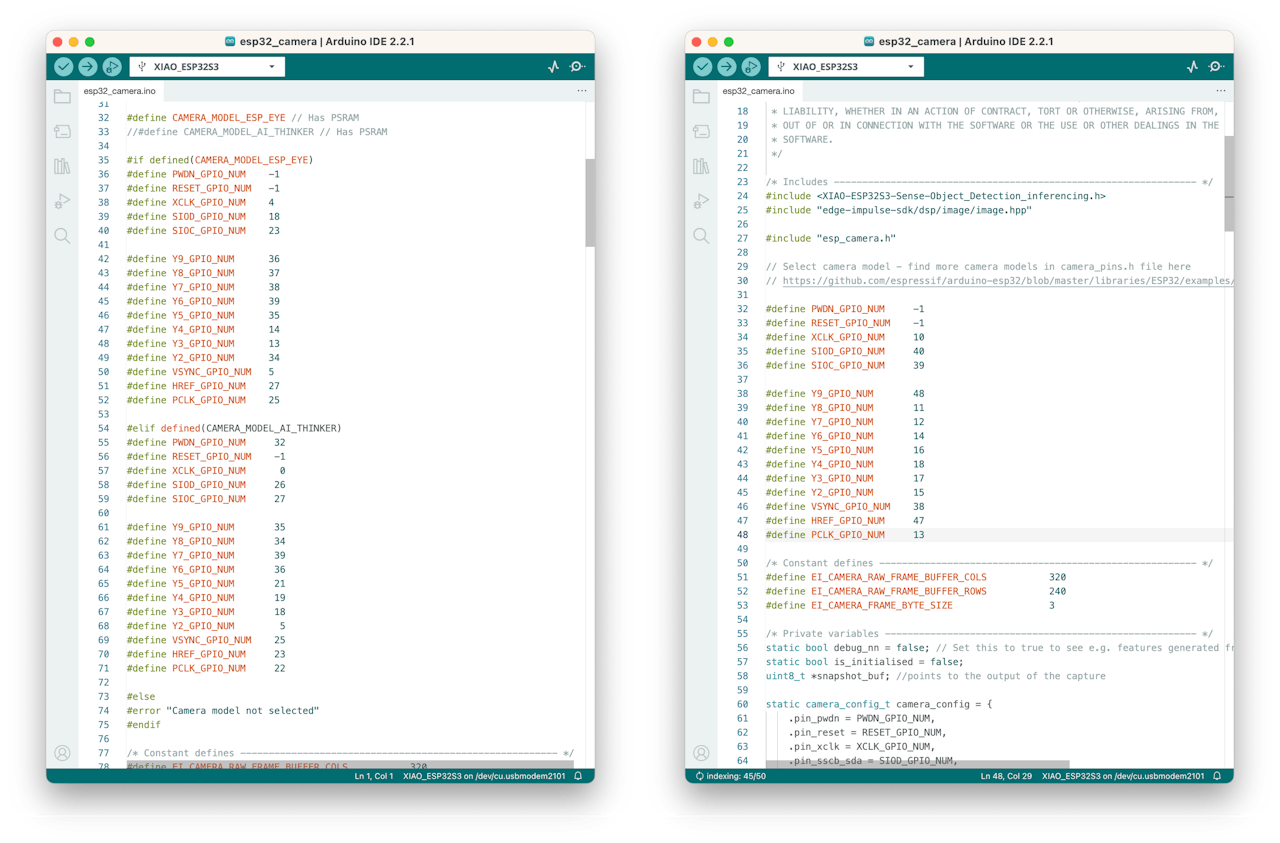 esp32_camera | Arduino IDE 2.2.1
XIAO_ESP32S3
esp32_camera.ino
31
32 #define CAMERA_MODEL_ESP_EYE // Has PSRAM
33 //#define CAMERA_MODEL_AI_THINKER // Has PSRAM
34
35 #if defined(CAMERA_MODEL_ESP_EYE)
36 #define PWDN_GPIO_NUM -1
37 #define RESET_GPIO_NUM -1
38 #define XCLK_GPIO_NUM 4
39 #define SIOD_GPIO_NUM 18
40 #define SIOC_GPIO_NUM 23
41
42 #define Y9_GPIO_NUM 36
43 #define Y8_GPIO_NUM 37
44 #define Y7_GPIO_NUM 38
45 #define Y6_GPIO_NUM 39
46 #define Y5_GPIO_NUM 35
47 #define Y4_GPIO_NUM 14
48 #define Y3_GPIO_NUM 13
49 #define Y2_GPIO_NUM 34
50 #define VSYNC_GPIO_NUM 5
51 #define HREF_GPIO_NUM 27
52 #define PCLK_GPIO_NUM 25
53
54 #elif defined(CAMERA_MODEL_AI_THINKER)
55 #define PWDN_GPIO_NUM 32
56 #define RESET_GPIO_NUM -1
57 #define XCLK_GPIO_NUM 0
58 #define SIOD_GPIO_NUM 26
59 #define SIOC_GPIO_NUM 27
60
61 #define Y9_GPIO_NUM 35
62 #define Y8_GPIO_NUM 34
63 #define Y7_GPIO_NUM 39
64 #define Y6_GPIO_NUM 36
65 #define Y5_GPIO_NUM 21
66 #define Y4_GPIO_NUM 19
67 #define Y3_GPIO_NUM 18
68 #define Y2_GPIO_NUM 5
69 #define VSYNC_GPIO_NUM 25
70 #define HREF_GPIO_NUM 23
71 #define PCLK_GPIO_NUM 22
72
73 #else
74 #error "Camera model not selected"
75 #endif
76
77 /* Constant defines -------------------------------------------------------- */
78 #define EI_CAMERA_RAW_FRAME_BUFFER_COLS 320
Ln 1, Col 1 XIAO_ESP32S3 on /dev/cu.usbmodem2101
esp32_camera | Arduino IDE 2.2.1
XIAO_ESP32S3
esp32_camera.ino
18 * LIABILITY, WHETHER IN AN ACTION OF CONTRACT, TORT OR OTHERWISE, ARISING FROM,
19 * OUT OF OR IN CONNECTION WITH THE SOFTWARE OR THE USE OR OTHER DEALINGS IN THE
20 * SOFTWARE.
21 */
22
23 /* Includes ---------------------------------------------------------------- */
24 #include <XIAO-ESP32S3-Sense-Object_Detection_inferencing.h>
25 #include "edge-impulse-sdk/dsp/image/image.hpp"
26
27 #include "esp_camera.h"
28
29 // Select camera model - find more camera models in camera_pins.h file here
30 // https://github.com/espressif/arduino-esp32/blob/master/libraries/ESP32/examples/
31
32 #define PWDN_GPIO_NUM -1
33 #define RESET_GPIO_NUM -1
34 #define XCLK_GPIO_NUM 10
35 #define SIOD_GPIO_NUM 40
36 #define SIOC_GPIO_NUM 39
37
38 #define Y9_GPIO_NUM 48
39 #define Y8_GPIO_NUM 11
40 #define Y7_GPIO_NUM 12
41 #define Y6_GPIO_NUM 14
42 #define Y5_GPIO_NUM 16
43 #define Y4_GPIO_NUM 18
44 #define Y3_GPIO_NUM 17
45 #define Y2_GPIO_NUM 15
46 #define VSYNC_GPIO_NUM 38
47 #define HREF_GPIO_NUM 47
48 #define PCLK_GPIO_NUM 13
49
50 /* Constant defines -------------------------------------------------------- */
51 #define EI_CAMERA_RAW_FRAME_BUFFER_COLS 320
52 #define EI_CAMERA_RAW_FRAME_BUFFER_ROWS 240
53 #define EI_CAMERA_FRAME_BYTE_SIZE 3
54
55 /* Private variables ------------------------------------------------------- */
56 static bool debug_nn = false; // Set this to true to see e.g. features generated fr
57 static bool is_initialised = false;
58 uint8_t *snapshot_buf; //points to the output of the capture
59
60 static camera_config_t camera_config = {
61 .pin_pwdn = PWDN_GPIO_NUM,
62 .pin_reset = RESET_GPIO_NUM,
63 .pin_xclk = XCLK_GPIO_NUM,
64 .pin_sscb_sda = SIOD_GPIO_NUM,
indexing: 45/50 Ln 48, Col 29 XIAO_ESP32S3 on /dev/cu.usbmodem2101